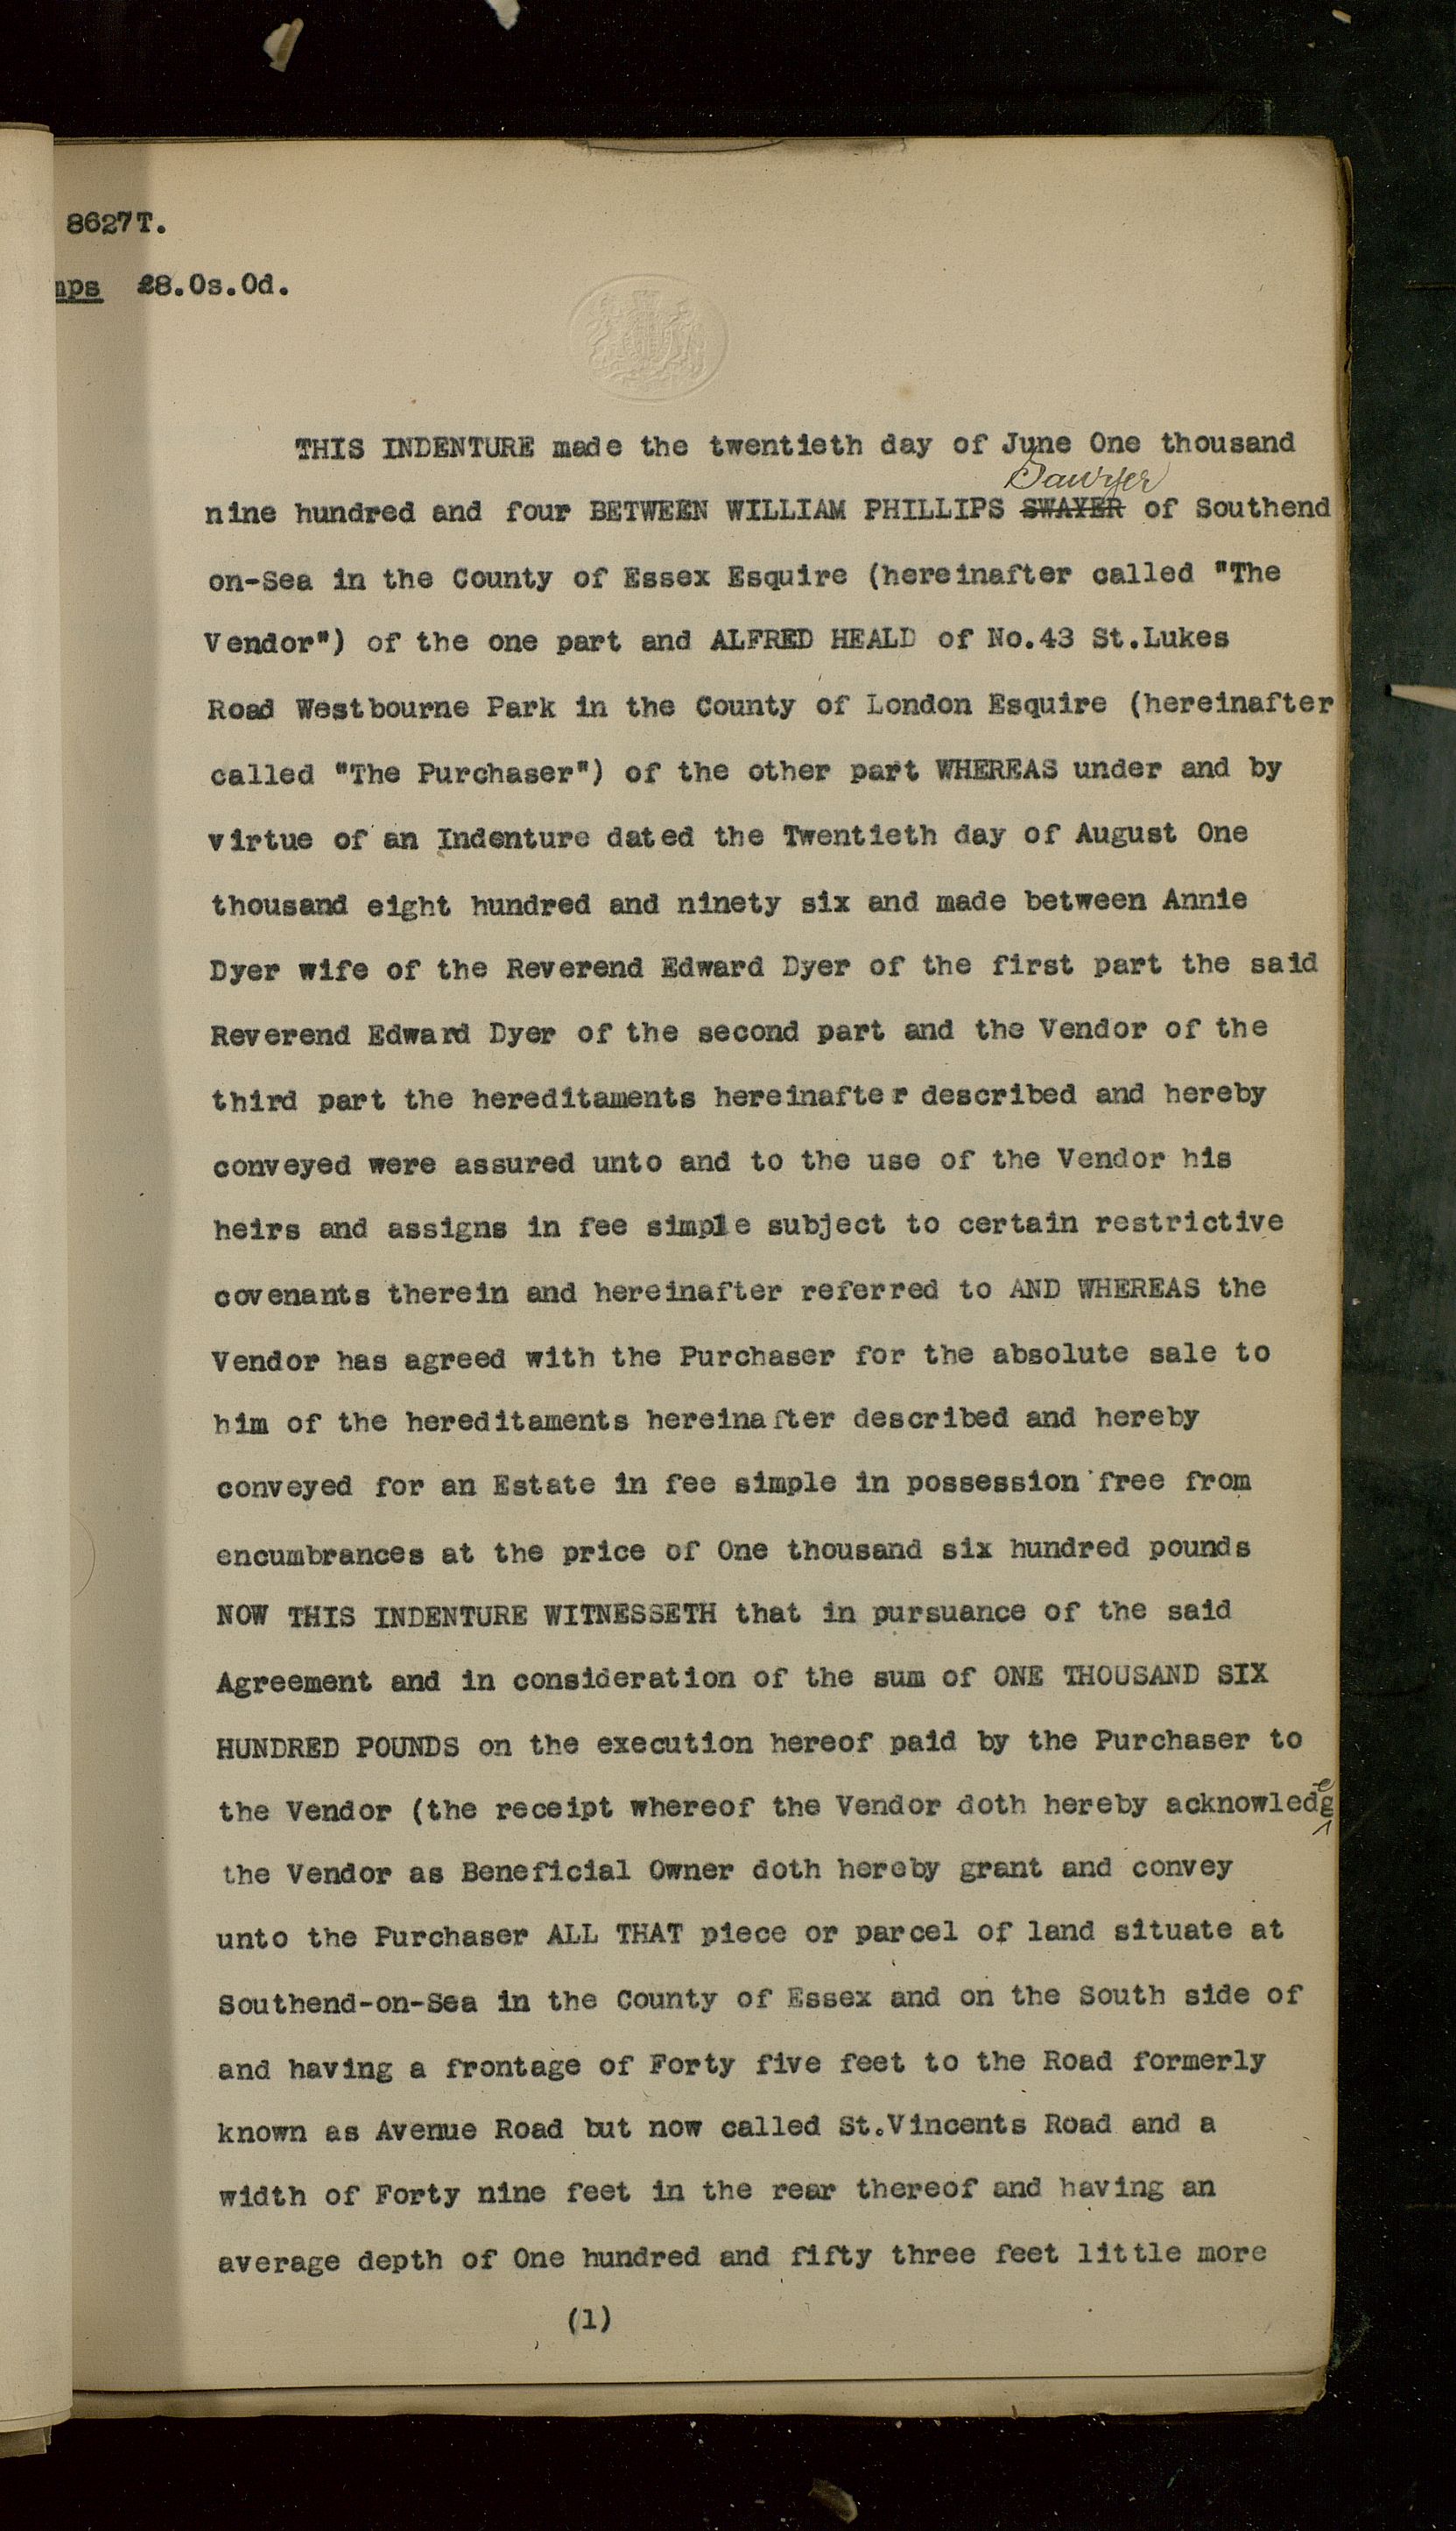 8627T.
mps £8.0s.0d.
THIS INDENTURE made the twentieth day of June One thousand
Sawyer
nine hundred and four BETWEEN WILLIAM PHILLIPS SWAYER of Southend
on-Sea in the County of Essex Esquire (hereinafter called "The
Vendor") of the one part and ALFRED HEALD of No.43 St.Lukes
Road Westbourne Park in the County of London Esquire (hereinafter
called "The Purchaser") of the other part WHEREAS under and by
virtue of an Indenture dated the Twentieth day of August One
thousand eight hundred and ninety six and made between Annie
Dyer wife of the Reverend Edward Dyer of the first part the said
Reverend Edward Dyer of the second part and the Vendor of the
third part the hereditaments hereinafter described and hereby
conveyed were assured unto and to the use of the Vendor his
heirs and assigns in fee simple subject to certain restrictive
covenants therein and hereinafter referred to AND WHEREAS the
Vendor has agreed with the Purchaser for the absolute sale to
him of the hereditaments hereinafter described and hereby
conveyed for an Estate in fee simple in possession free from
encumbrances at the price of One thousand six hundred pounds
NOW THIS INDENTURE WITNESSETH that in pursuance of the said
Agreement and in consideration of the sum of ONE THOUSAND SIX
HUNDRED POUNDS on the execution hereof paid by the Purchaser to
the Vendor (the receipt whereof the Vendor doth hereby acknowledge
the Vendor as Beneficial Owner doth hereby grant and convey
unto the Purchaser ALL THAT piece or parcel of land situate at
Southend-on-Sea in the County of Essex and on the South side of
and having a frontage of Forty five feet to the Road formerly
known as Avenue Road but now called St.Vincents Road and a
width of Forty nine feet in the rear thereof and having an
average depth of One hundred and fifty three feet little more
(1)